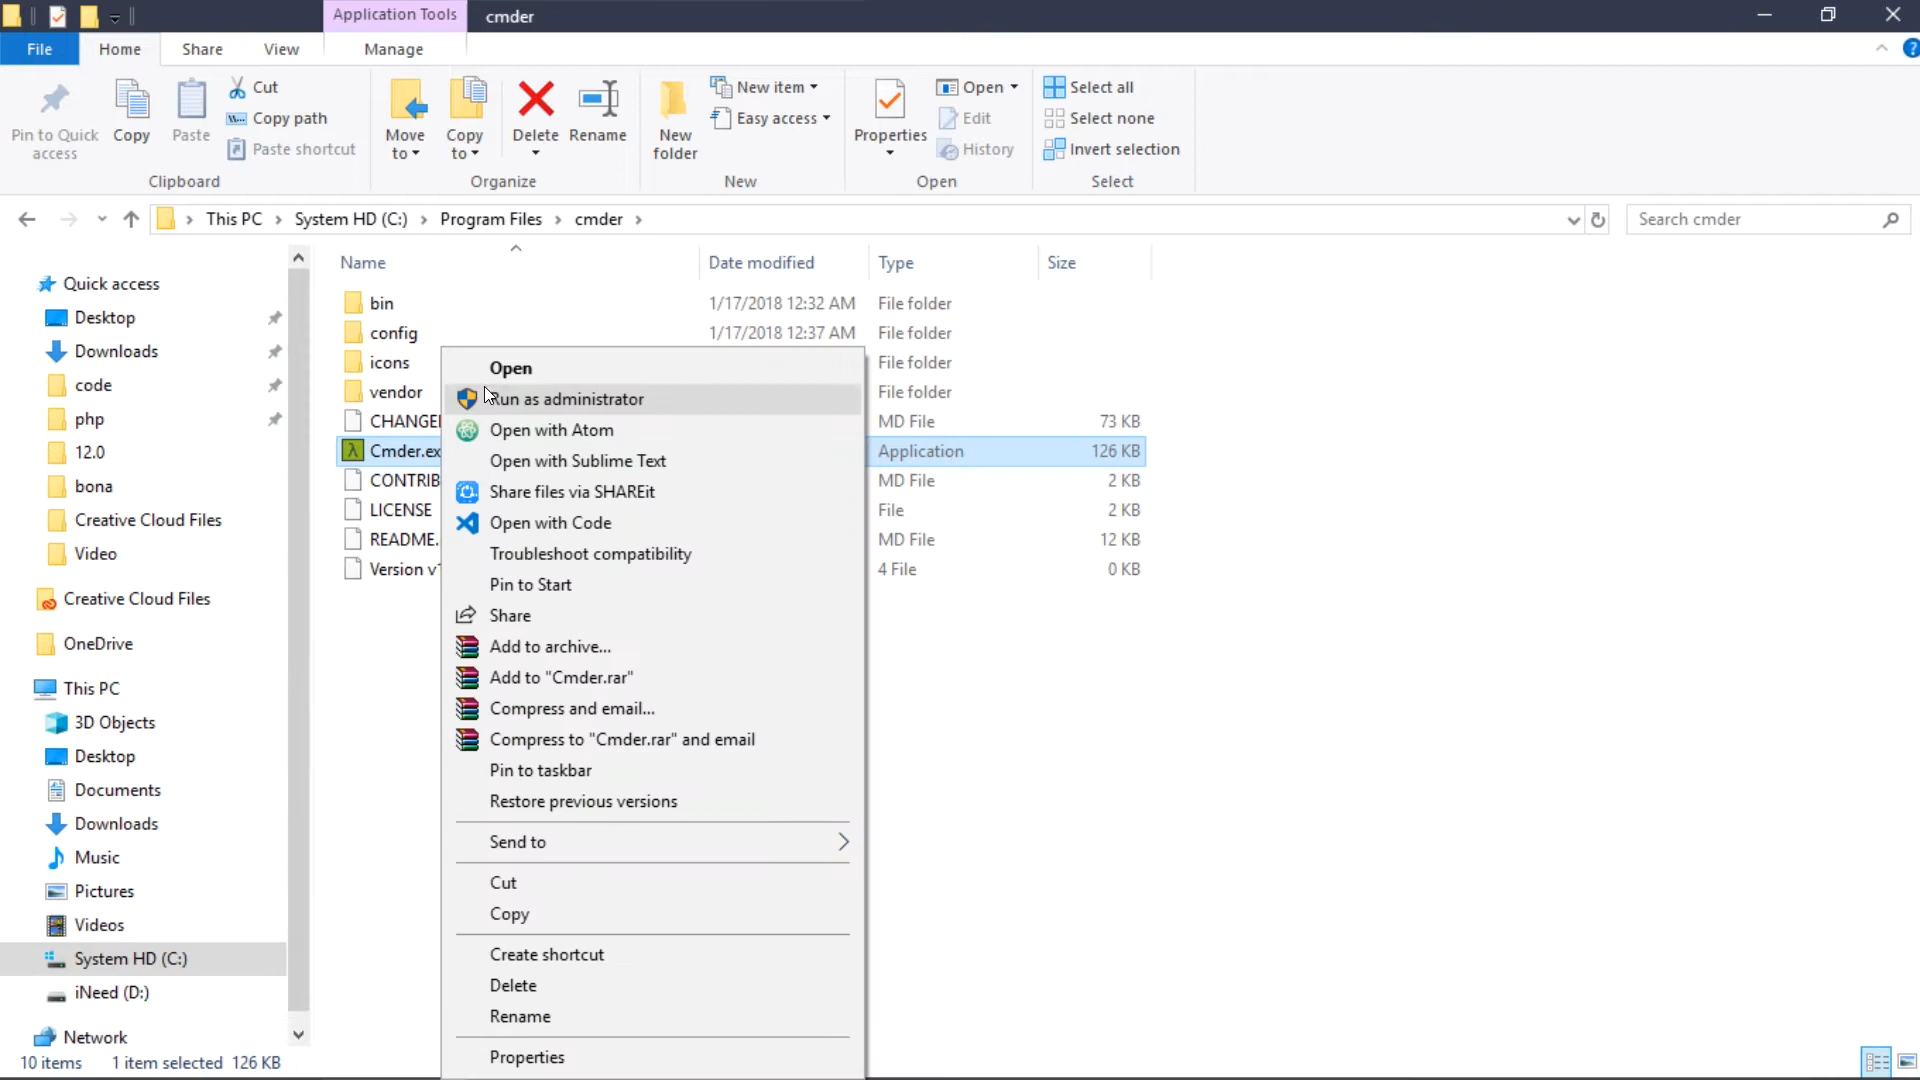 Application Tools
cmder
File
Home
Share
View
Manage
Pin to Quick access
Copy
Paste
Cut
Copy path
Paste shortcut
Clipboard
Move to
Copy to
Delete
Rename
Organize
New folder
New item
Easy access
New
Properties
Open
Edit
History
Open
Select all
Select none
Invert selection
Select
This PC > System HD (C:) > Program Files > cmder >
Search cmder
Name
Date modified
Type
Size
Quick access
Desktop
Downloads
code
php
12.0
bona
Creative Cloud Files
Video
Creative Cloud Files
OneDrive
This PC
3D Objects
Desktop
Documents
Downloads
Music
Pictures
Videos
System HD (C:)
iNeed (D:)
Network
bin 1/17/2018 12:32 AM File folder
config 1/17/2018 12:37 AM File folder
icons File folder
vendor File folder
CHANGE MD File 73 KB
Cmder.ex Application 126 KB
CONTRIB MD File 2 KB
LICENSE File 2 KB
README. MD File 12 KB
Version v 4 File 0 KB
Open
Run as administrator
Open with Atom
Open with Sublime Text
Share files via SHAREit
Open with Code
Troubleshoot compatibility
Pin to Start
Share
Add to archive...
Add to "Cmder.rar"
Compress and email...
Compress to "Cmder.rar" and email
Pin to taskbar
Restore previous versions
Send to
Cut
Copy
Create shortcut
Delete
Rename
Properties
10 items 1 item selected 126 KB